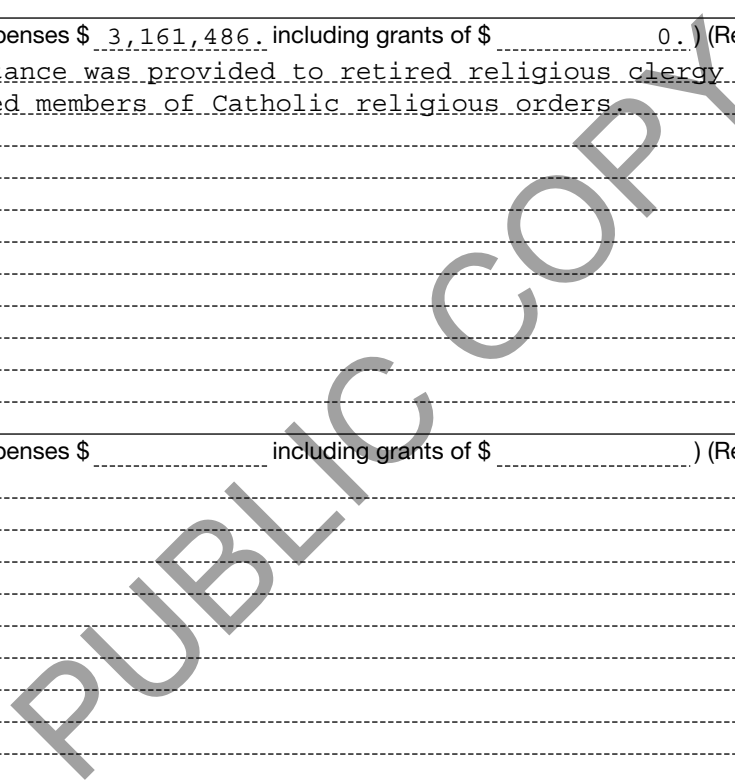 penses $ 3,161,486. including grants of $ 0. ) (Re
ance was provided to retired religious clergy
ed members of Catholic religious orders.
penses $ including grants of $ ) (Re
PUBLIC COPY